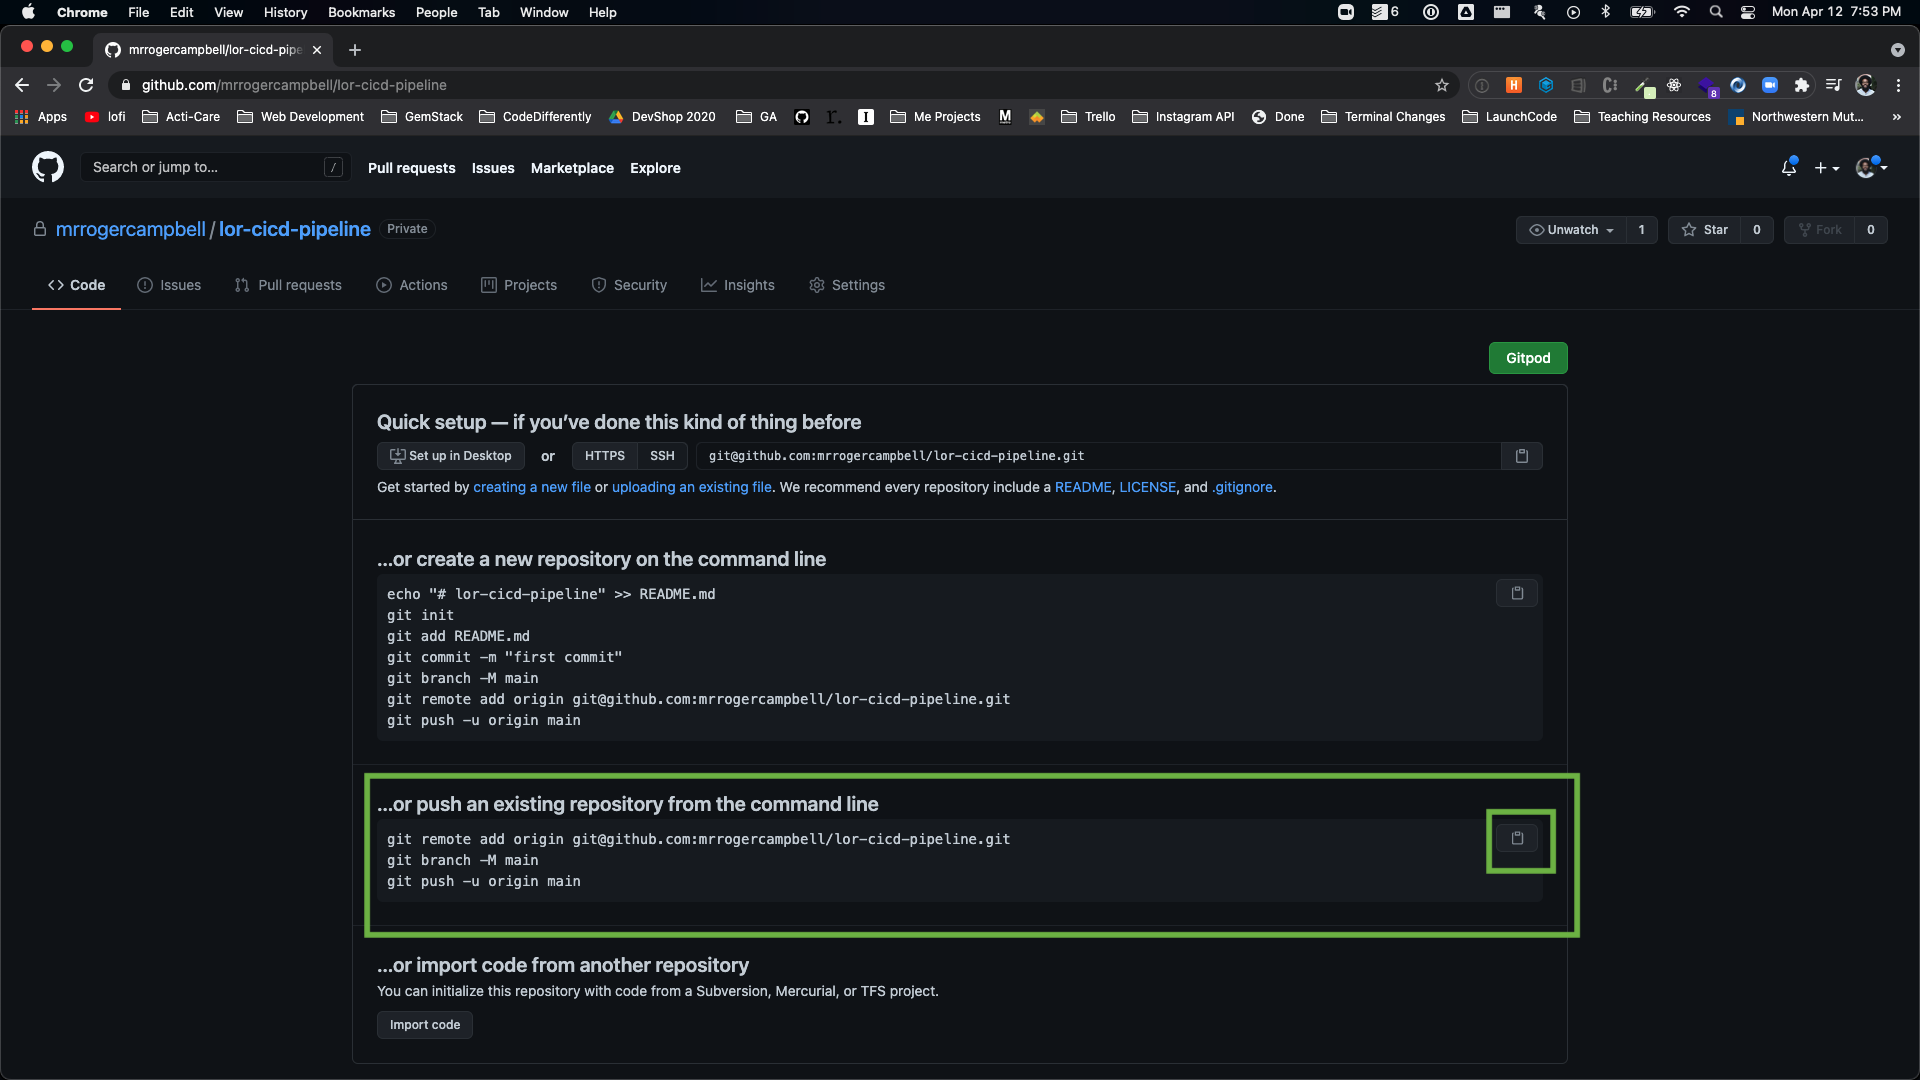 Chrome File Edit View History Bookmarks People Tab Window Help 6 Mon Apr 12 7:53 PM
mrrogercampbell/lor-cicd-pipe
github.com/mrrogercampbell/lor-cicd-pipeline
Apps lofi Acti-Care Web Development GemStack CodeDifferently DevShop 2020 GA r. I Me Projects M Trello Instagram API Done Terminal Changes LaunchCode Teaching Resources Northwestern Mut... »
Search or jump to... / Pull requests Issues Marketplace Explore
mrrogercampbell / lor-cicd-pipeline Private Unwatch 1 Star 0 Fork 0
Code Issues Pull requests Actions Projects Security Insights Settings
Gitpod
Quick setup — if you’ve done this kind of thing before
Set up in Desktop or HTTPS SSH git@github.com:mrrogercampbell/lor-cicd-pipeline.git
Get started by creating a new file or uploading an existing file. We recommend every repository include a README, LICENSE, and .gitignore.
…or create a new repository on the command line
echo "# lor-cicd-pipeline" >> README.md
git init
git add README.md
git commit -m "first commit"
git branch -M main
git remote add origin git@github.com:mrrogercampbell/lor-cicd-pipeline.git
git push -u origin main
…or push an existing repository from the command line
git remote add origin git@github.com:mrrogercampbell/lor-cicd-pipeline.git
git branch -M main
git push -u origin main
…or import code from another repository
You can initialize this repository with code from a Subversion, Mercurial, or TFS project.
Import code